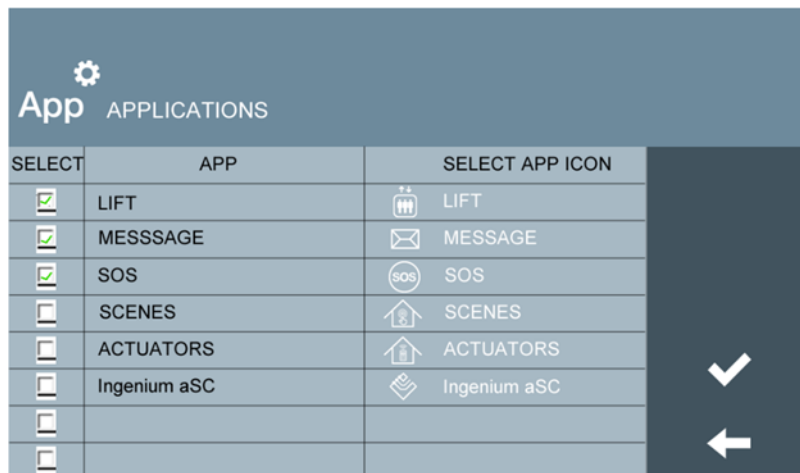 App APPLICATIONS
SELECT APP SELECT APP ICON
LIFT LIFT
MESSSAGE MESSAGE
SOS SOS SOS
SCENES SCENES
ACTUATORS ACTUATORS
Ingenium aSC Ingenium aSC